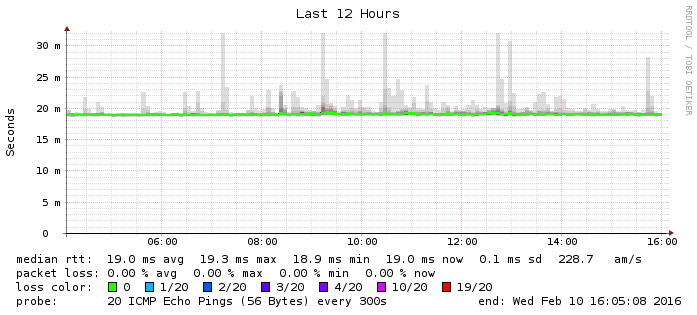 Last 12 Hours
RRDTOOL / TOBI OETIKER
Seconds
30 m
25 m
20 m
15 m
10 m
5 m
0
06:00 08:00 10:00 12:00 14:00 16:00
median rtt: 19.0 ms avg 19.3 ms max 18.9 ms min 19.0 ms now 0.1 ms sd 228.7 am/s
packet loss: 0.00 % avg 0.00 % max 0.00 % min 0.00 % now
loss color: 0 1/20 2/20 3/20 4/20 10/20 19/20
probe: 20 ICMP Echo Pings (56 Bytes) every 300s end: Wed Feb 10 16:05:08 2016